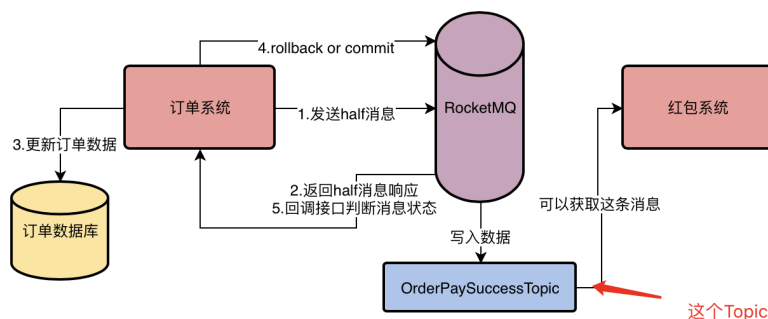 4.rollback or commit
订单系统
1.发送half消息
RocketMQ
红包系统
3.更新订单数据
2.返回half消息响应
5.回调接口判断消息状态
可以获取这条消息
订单数据库
写入数据
OrderPaySuccessTopic
这个Topic